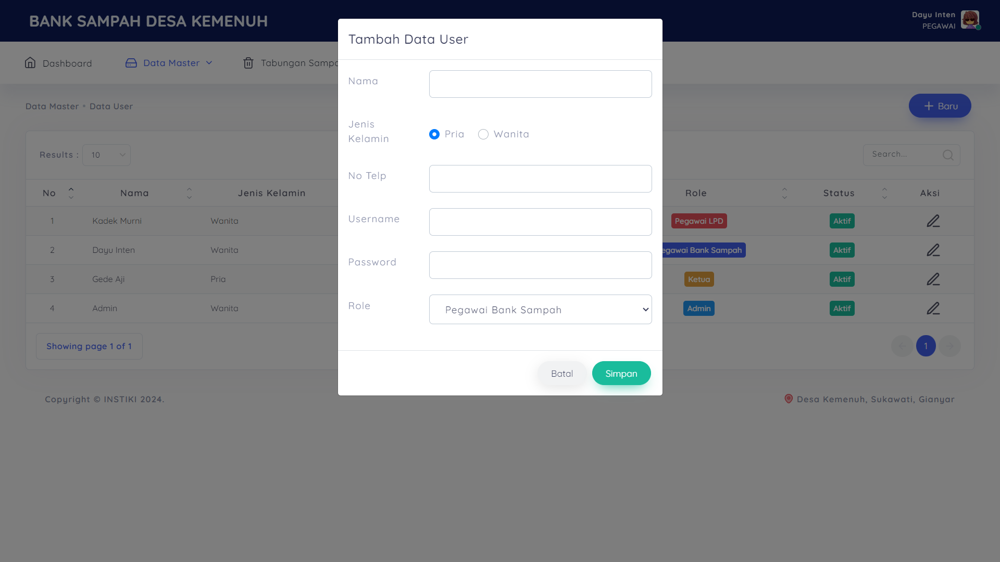 BANK SAMPAH DESA KEMENUH
Dayu Inten
PEGAWAI
Dashboard
Data Master
Tabungan
Data Master • Data User
Baru
Results : 10
Search...
No Nama Jenis Kelamin Role Status Aksi
1 Kadek Murni Wanita Pegawai LPD Aktif
2 Dayu Inten Wanita Bank Sampah Aktif
3 Gede Aji Pria Ketua Aktif
4 Admin Wanita Admin Aktif
Showing page 1 of 1
1
Copyright © INSTIKI 2024.
Desa Kemenuh, Sukawati, Gianyar
Tambah Data User
Nama
Jenis
Kelamin
Pria Wanita
No Telp
Username
Password
Role Pegawai Bank Sampah
Batal Simpan